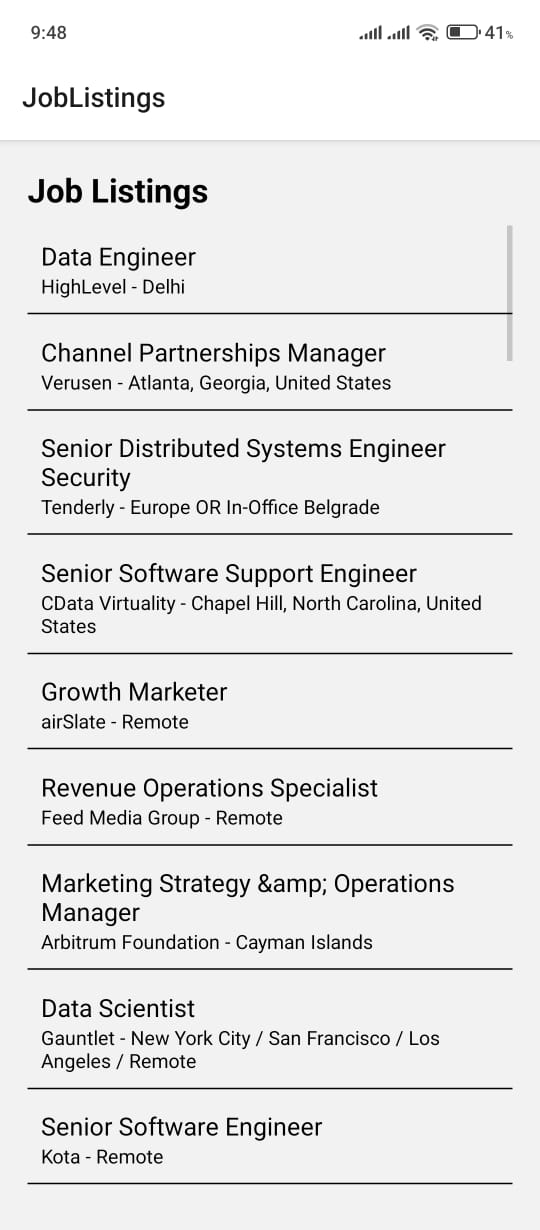 9:48
41%
JobListings
Job Listings
Data Engineer
HighLevel - Delhi
Channel Partnerships Manager
Verusen - Atlanta, Georgia, United States
Senior Distributed Systems Engineer
Security
Tenderly - Europe OR In-Office Belgrade
Senior Software Support Engineer
CData Virtuality - Chapel Hill, North Carolina, United
States
Growth Marketer
airSlate - Remote
Revenue Operations Specialist
Feed Media Group - Remote
Marketing Strategy &amp; Operations
Manager
Arbitrum Foundation - Cayman Islands
Data Scientist
Gauntlet - New York City / San Francisco / Los
Angeles / Remote
Senior Software Engineer
Kota - Remote